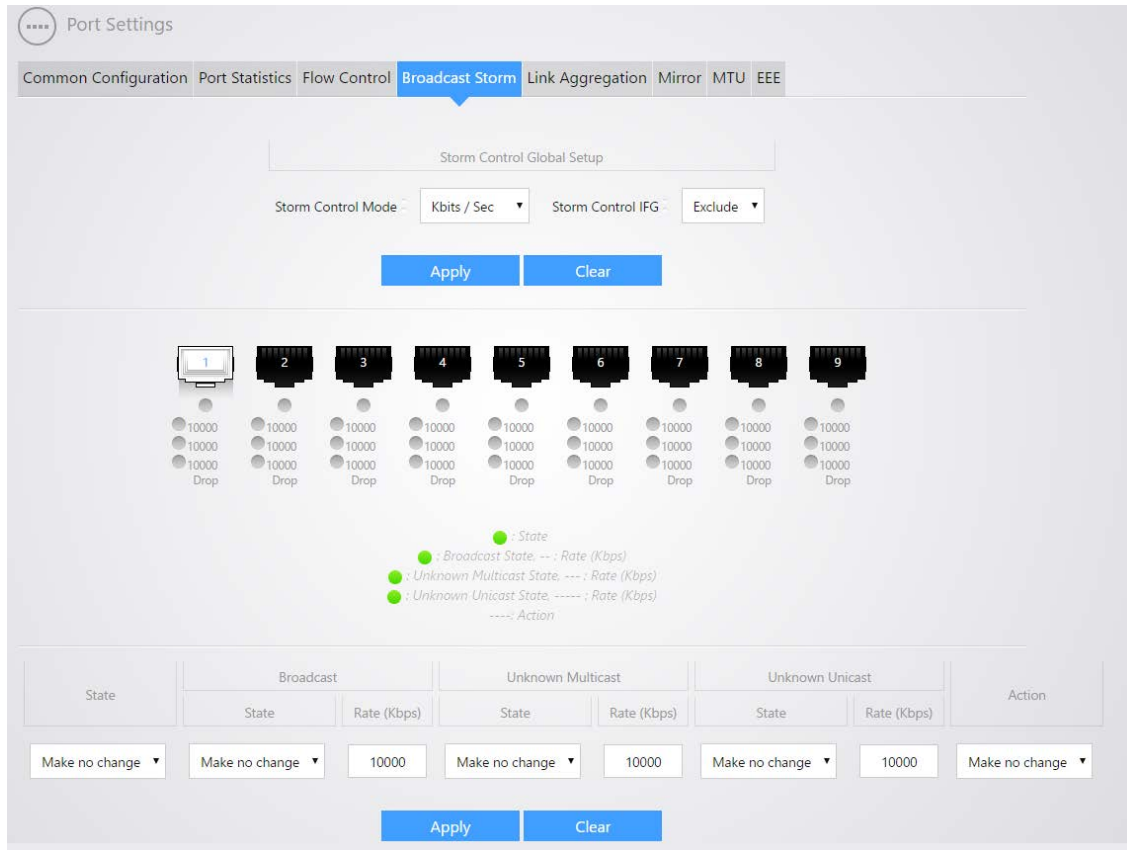 Port Settings
Common Configuration Port Statistics Flow Control Broadcast Storm Link Aggregation Mirror MTU EEE
Storm Control Global Setup
Storm Control Mode Kbits / Sec Storm Control IFG Exclude
Apply Clear
1 2 3 4 5 6 7 8 9
10000 10000 10000 10000 10000 10000 10000 10000 10000
10000 10000 10000 10000 10000 10000 10000 10000 10000
10000 10000 10000 10000 10000 10000 10000 10000 10000
Drop Drop Drop Drop Drop Drop Drop Drop Drop
: State
: Broadcast State, -- : Rate (Kbps)
: Unknown Multicast State, --- : Rate (Kbps)
: Unknown Unicast State, ----- : Rate (Kbps)
----: Action
State Broadcast Unknown Multicast Unknown Unicast Action
State Rate (Kbps) State Rate (Kbps) State Rate (Kbps)
Make no change Make no change 10000 Make no change 10000 Make no change 10000 Make no change
Apply Clear